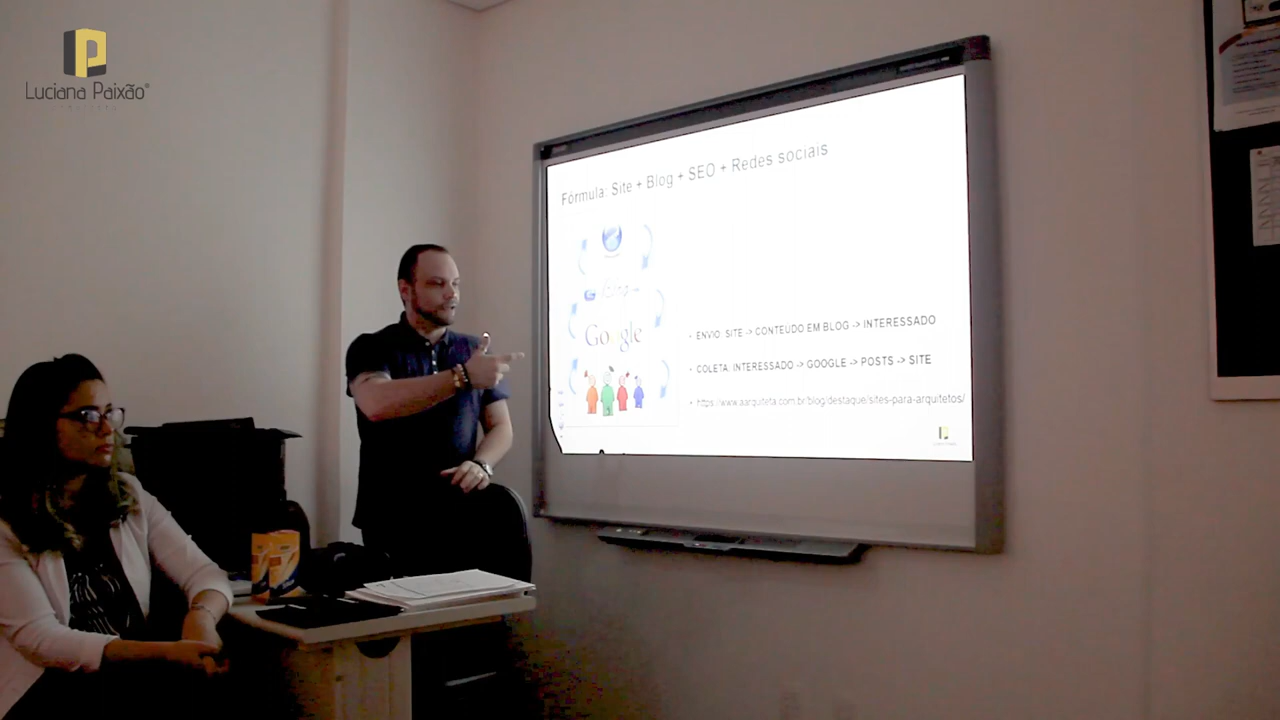 Luciana Paixão
Fórmula: Site + Blog + SEO + Redes sociais
Google
• ENVIO: SITE -> CONTEÚDO EM BLOG -> INTERESSADO
• COLETA: INTERESSADO -> GOOGLE -> POSTS -> SITE
• https://www.aarquiteta.com.br/blog/destaque/sites-para-arquitetos/